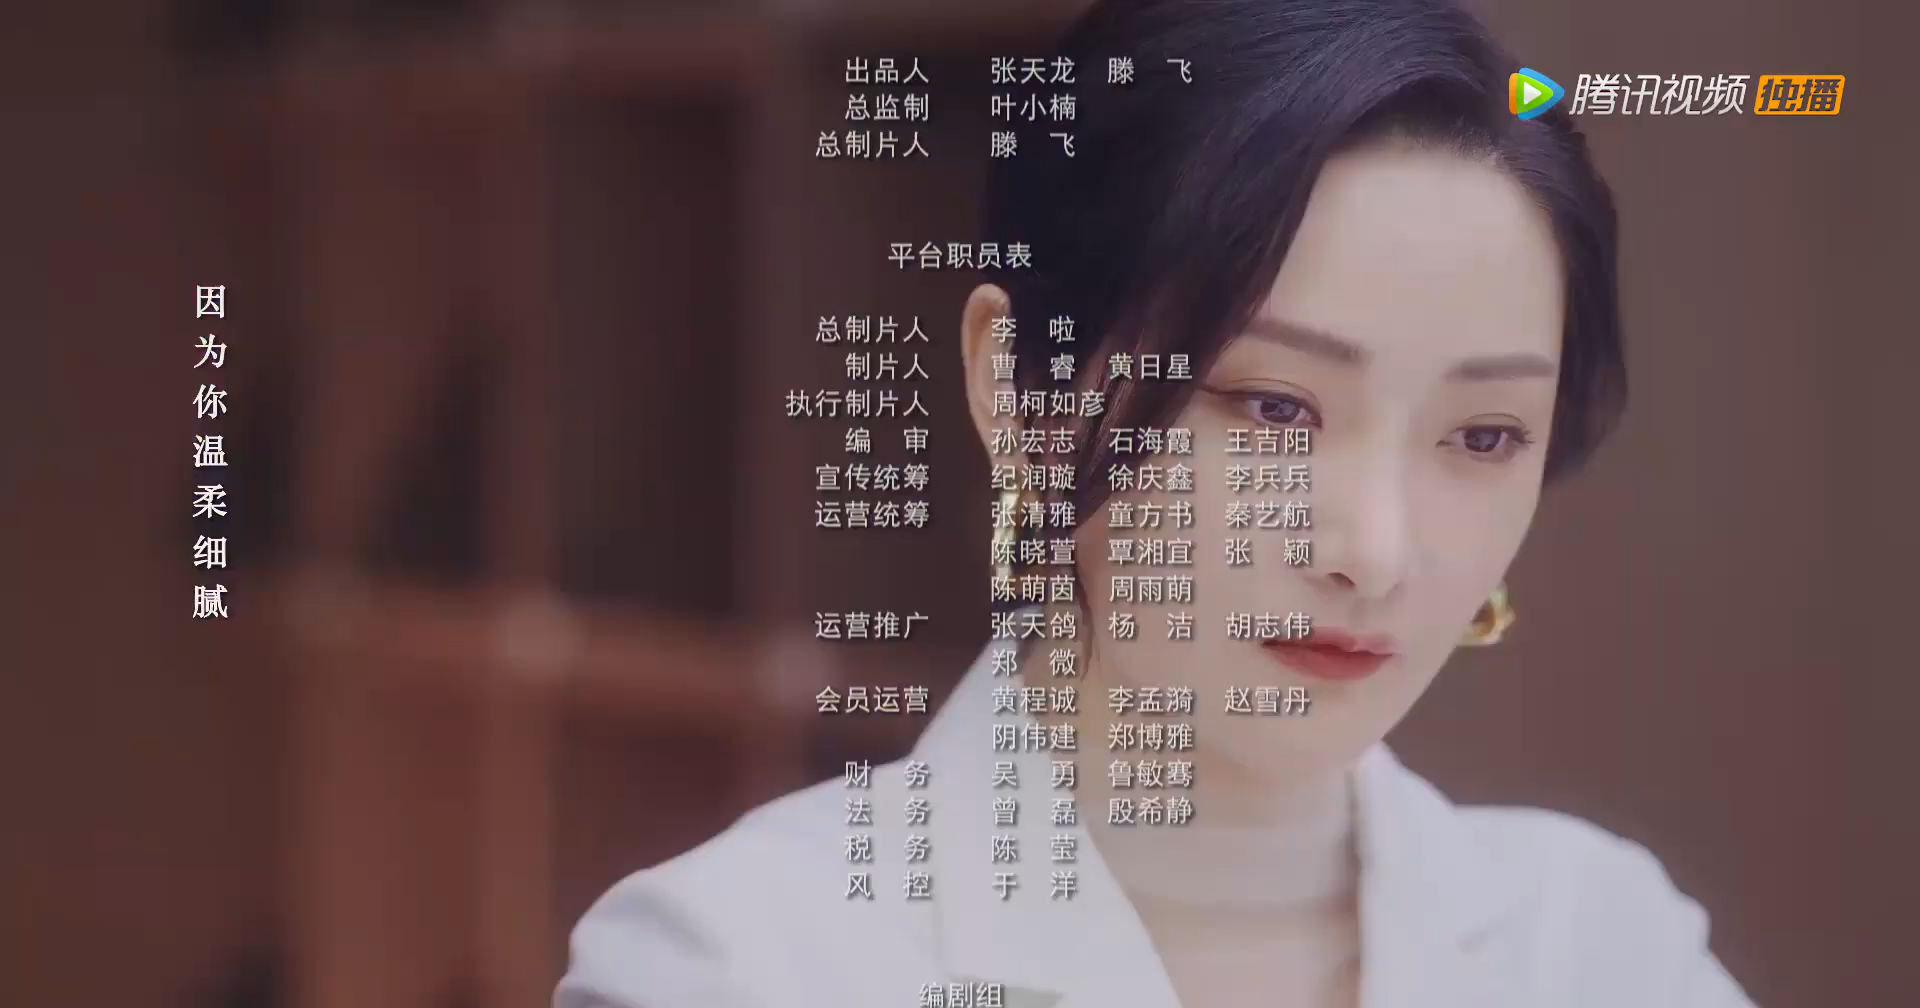 出品人 张天龙 滕 飞
总监制 叶小楠
总制片人 滕 飞
腾讯视频 独播
平台职员表
因为你温柔细腻
总制片人 李 啦
制片人 曹 睿 黄日星
执行制片人 周柯如彦
编 审 孙宏志 石海霞 王吉阳
宣传统筹 纪润璇 徐庆鑫 李兵兵
运营统筹 张清雅 童方书 秦艺航
陈晓萱 覃湘宜 张 颖
陈萌茵 周雨萌
运营推广 张天鸽 杨 洁 胡志伟
郑 微
会员运营 黄程诚 李孟漪 赵雪丹
阴伟建 郑博雅
财 务 吴 勇 鲁敏骞
法 务 曾 磊 殷希静
税 务 陈 莹
风 控 于 洋
编剧组